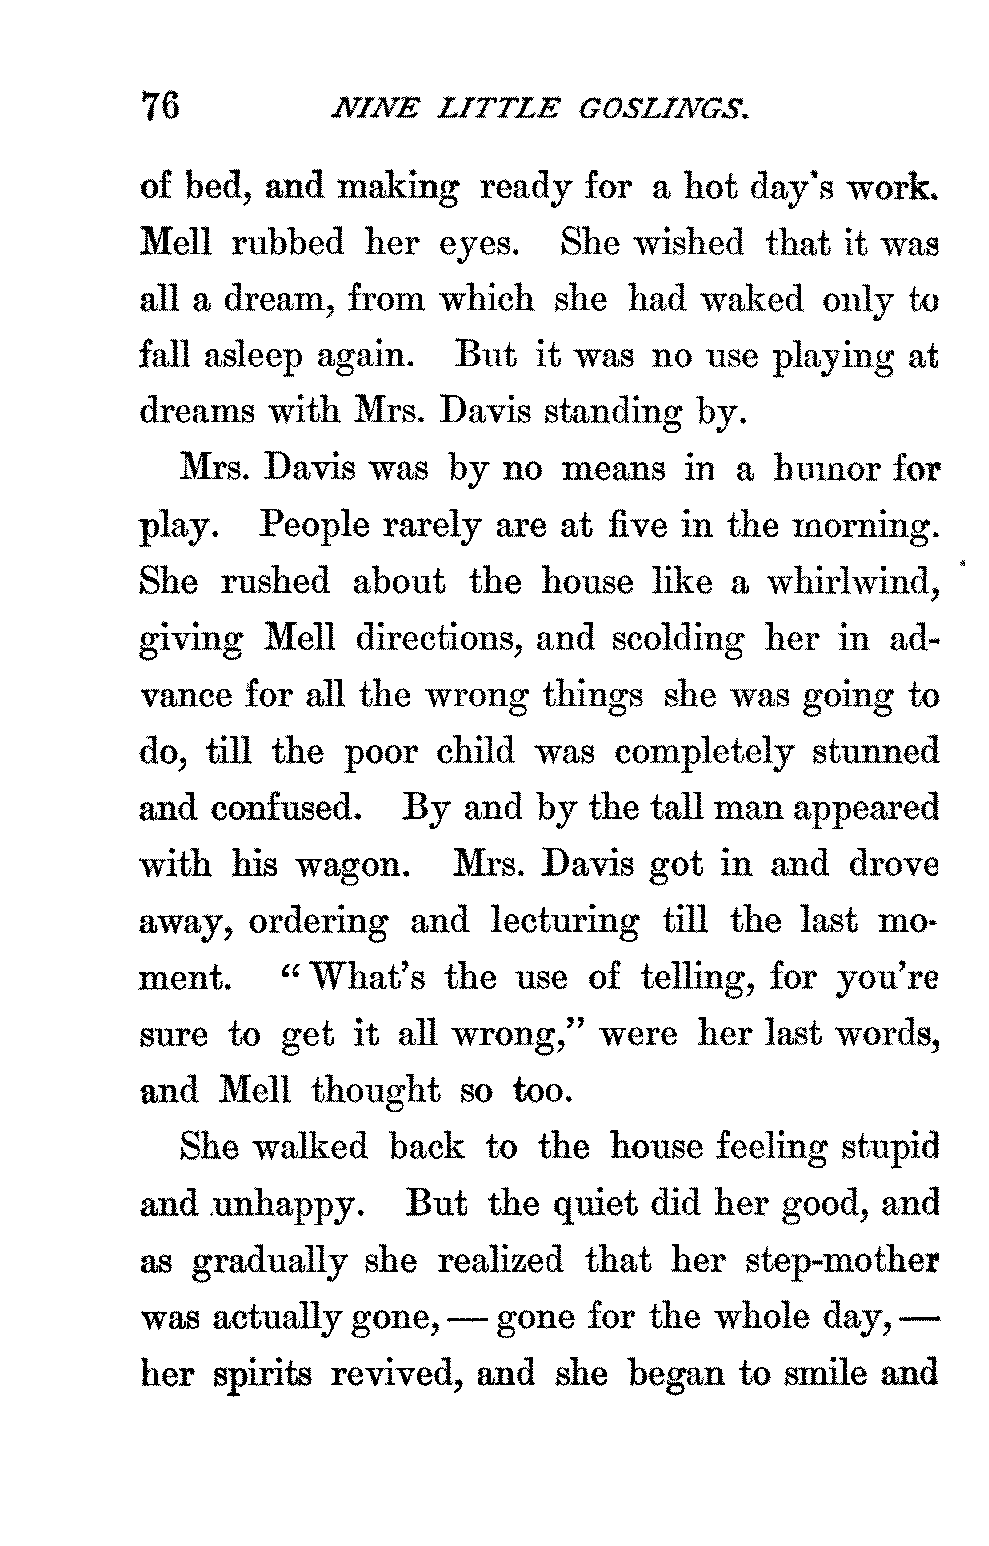 76 NINE LITTLE GOSLINGS.
of bed, and making ready for a hot day's work.
Mell rubbed her eyes. She wished that it was
all a dream, from which she had waked only to
fall asleep again. But it was no use playing at
dreams with Mrs. Davis standing by.
Mrs. Davis was by no means in a humor for
play. People rarely are at five in the morning.
She rushed about the house like a whirlwind,
giving Mell directions, and scolding her in ad-
vance for all the wrong things she was going to
do, till the poor child was completely stunned
and confused. By and by the tall man appeared
with his wagon. Mrs. Davis got in and drove
away, ordering and lecturing till the last mo-
ment. “What’s the use of telling, for you’re
sure to get it all wrong,” were her last words,
and Mell thought so too.
She walked back to the house feeling stupid
and unhappy. But the quiet did her good, and
as gradually she realized that her step-mother
was actually gone, — gone for the whole day, —
her spirits revived, and she began to smile and